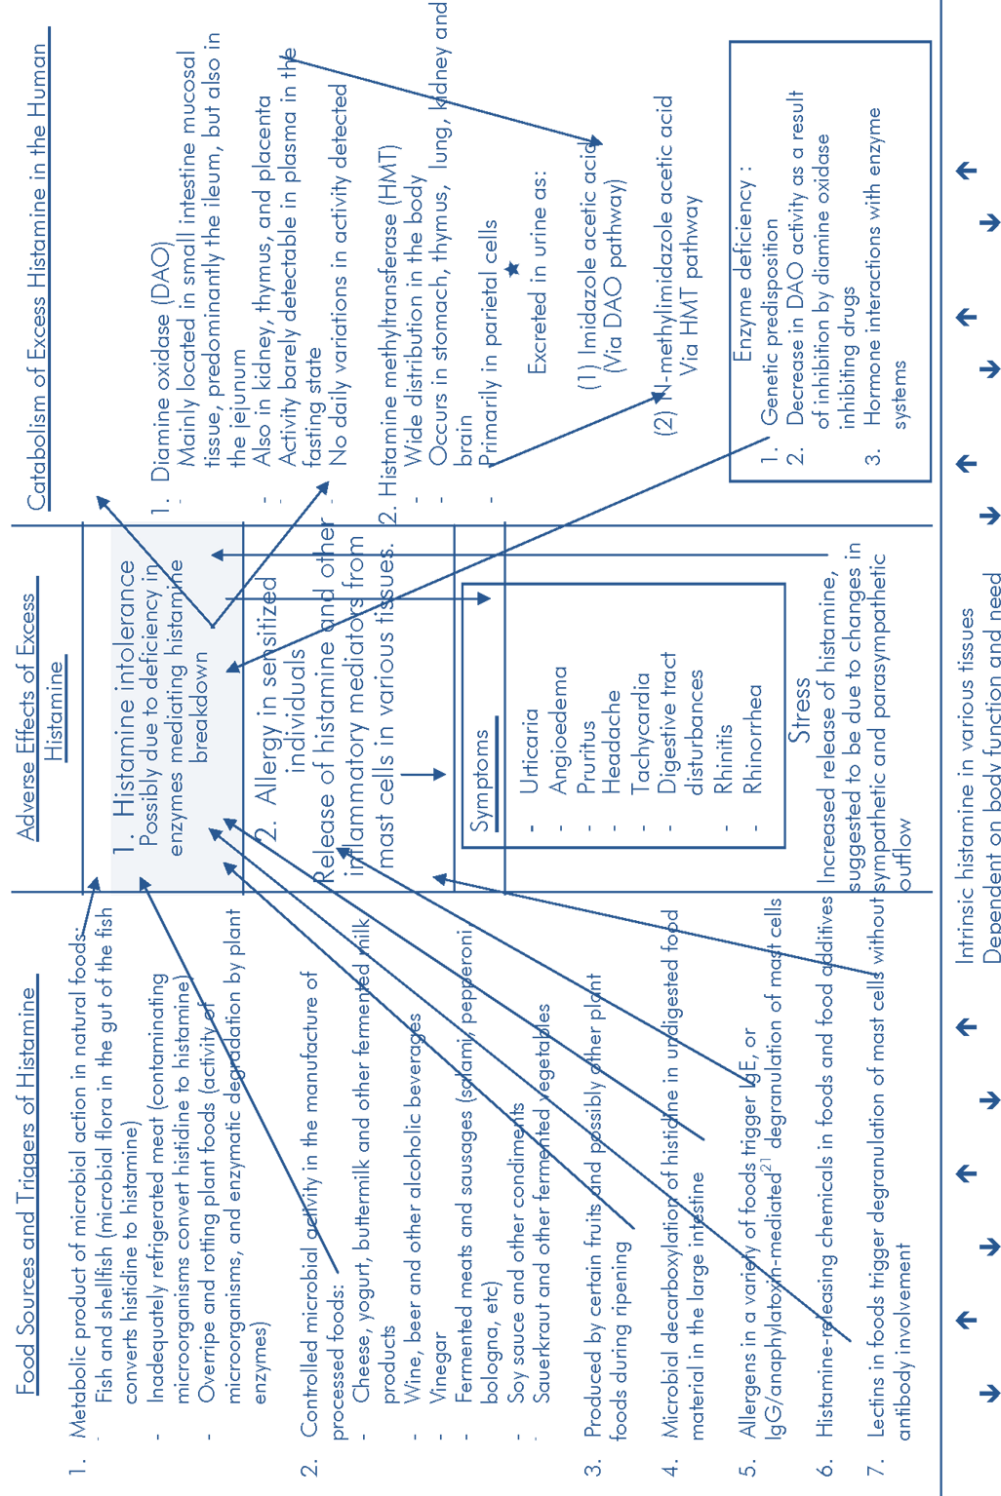 Food Sources and Triggers of Histamine
1. Metabolic product of microbial action in natural foods:
- Fish and shellfish (microbial flora in the gut of the fish
converts histidine to histamine)
- Inadequately refrigerated meat (contaminating
microorganisms convert histidine to histamine)
- Overripe and rotting plant foods (activity of
microorganisms, and enzymatic degradation by plant
enzymes)
2. Controlled microbial activity in the manufacture of
processed foods:
- Cheese, yogurt, buttermilk and other fermented milk
products
- Wine, beer and other alcoholic beverages
- Vinegar
- Fermented meats and sausages (salami, pepperoni,
bologna, etc)
- Soy sauce and other condiments
- Sauerkraut and other fermented vegetables
3. Produced by certain fruits and possibly other plant
foods during ripening
4. Microbial decarboxylation of histidine in undigested food
material in the large intestine
5. Allergens in a variety of foods trigger IgE, or
IgG/anaphylatoxin-mediated21 degranulation of mast cells
6. Histamine-releasing chemicals in foods and food additives
7. Lectins in foods trigger degranulation of mast cells without
antibody involvement
Adverse Effects of Excess
Histamine
1. Histamine intolerance
Possibly due to deficiency in
enzymes mediating histamine
breakdown
2. Allergy in sensitized
individuals
Release of histamine and other
inflammatory mediators from
mast cells in various tissues.
Symptoms
- Urticaria
- Angioedema
- Pruritus
- Headache
- Tachycardia
- Digestive tract
disturbances
- Rhinitis
- Rhinorrhea
Stress
Increased release of histamine,
suggested to be due to changes in
sympathetic and parasympathetic
outflow
Catabolism of Excess Histamine in the Human
1. Diamine oxidase (DAO)
- Mainly located in small intestine mucosal
tissue, predominantly the ileum, but also in
the jejunum
- Also in kidney, thymus, and placenta
- Activity barely detectable in plasma in the
fasting state
- No daily variations in activity detected
2. Histamine methyltransferase (HMT)
- Wide distribution in the body
- Occurs in stomach, thymus, lung, kidney and
brain
- Primarily in parietal cells
Excreted in urine as:
(1) Imidazole acetic acid
(Via DAO pathway)
(2) N-methylimidazole acetic acid
Via HMT pathway
Enzyme deficiency :
1. Genetic predisposition
2. Decrease in DAO activity as a result
of inhibition by diamine oxidase
inhibiting drugs
3. Hormone interactions with enzyme
systems
Intrinsic histamine in various tissues
Dependent on body function and need